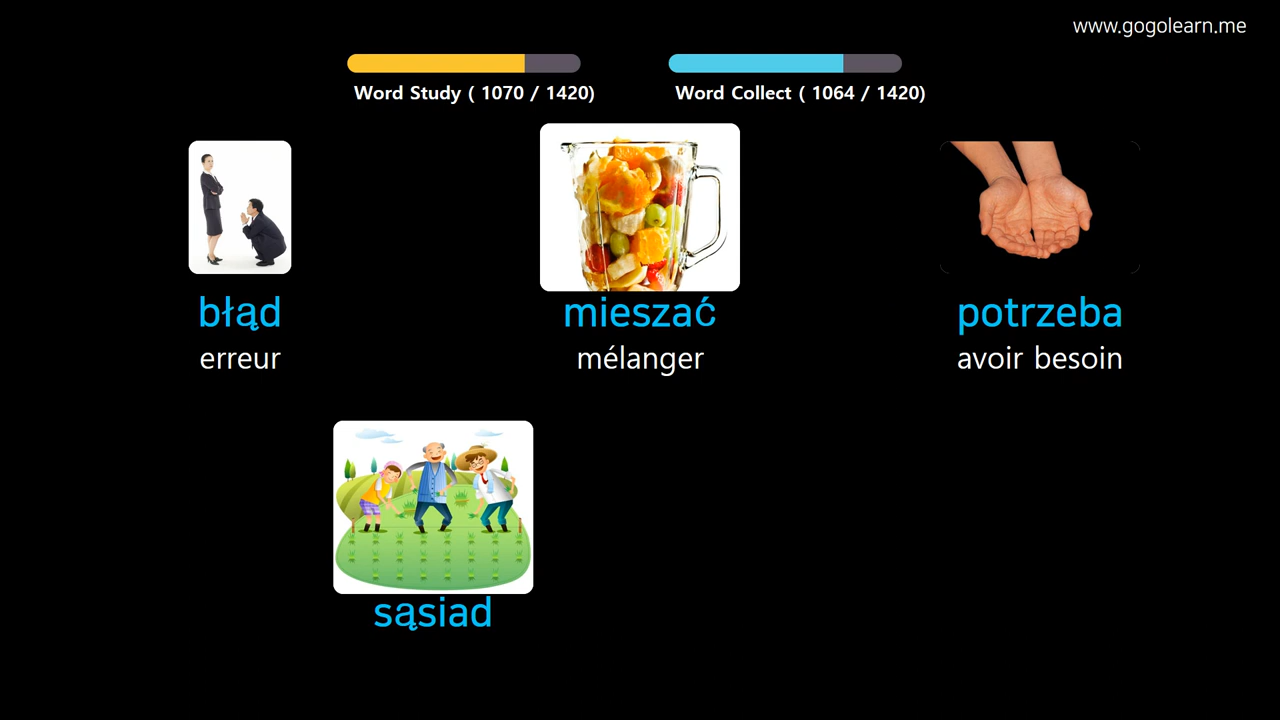 www.gogolearn.me
Word Study ( 1070 / 1420)
Word Collect ( 1064 / 1420)
błąd
mieszać
potrzeba
erreur
mélanger
avoir besoin
sąsiad